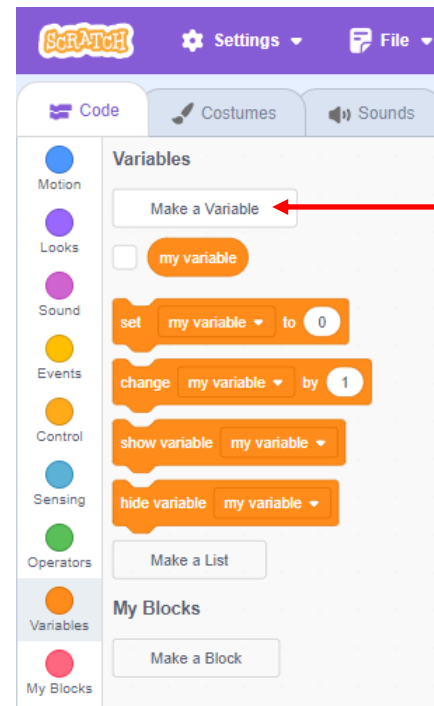 SCRATCH Settings File
Code Costumes Sounds
Motion
Looks
Sound
Events
Control
Sensing
Operators
Variables
My Blocks
Variables
Make a Variable
my variable
set my variable to 0
change my variable by 1
show variable my variable
hide variable my variable
Make a List
My Blocks
Make a Block